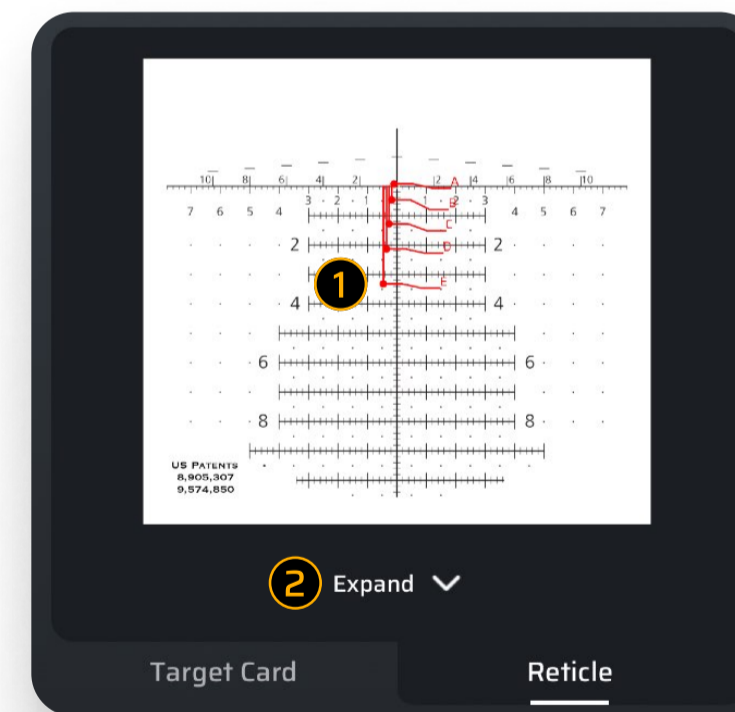 10 8 6 4 2 2 4 6 8 10
A
3 2 1 1 2 3
B
7 6 5 4 4 5 6 7
C
2 2
D
E
1
4 4
6 6
8 8
US PATENTS
8,905,307
9,574,850
2 Expand
Target Card Reticle